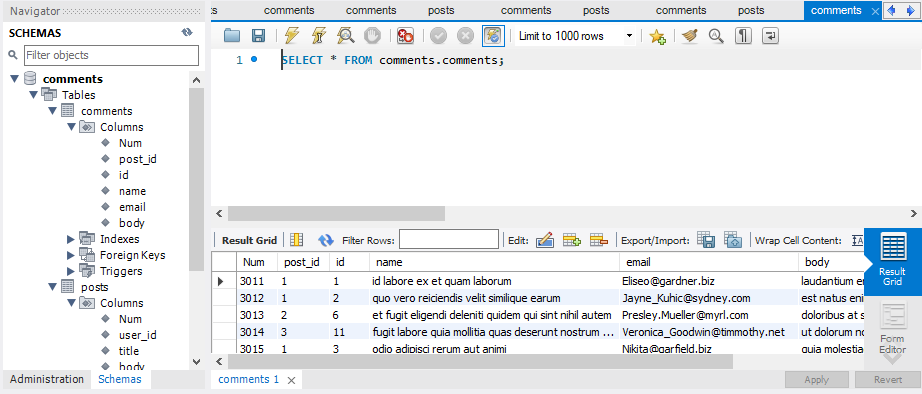 Navigator
ts comments comments posts comments posts comments posts comments
SCHEMAS
Filter objects
comments
Tables
comments
Columns
Num
post_id
id
name
email
body
Indexes
Foreign Keys
Triggers
posts
Columns
Num
user_id
title
body
Administration Schemas
Limit to 1000 rows
1 SELECT * FROM comments.comments;
Result Grid Filter Rows: Edit: Export/Import: Wrap Cell Content:
Num post_id id name email body
3011 1 1 id labore ex et quam laborum Eliseo@gardner.biz laudantium e
3012 1 2 quo vero reiciendis velit similique earum Jayne_Kuhic@sydney.com est natus eni
3013 2 6 et fugit eligendi deleniti quidem qui sint nihil autem Presley.Mueller@myrl.com doloribus at s
3014 3 11 fugit labore quia mollitia quas deserunt nostrum ... Veronica_Goodwin@timmothy.net ut dolorum no
3015 1 3 odio adipisci rerum aut animi Nikita@garfield.biz quia molestia
Result
Grid
Form
Editor
comments 1
Apply Revert